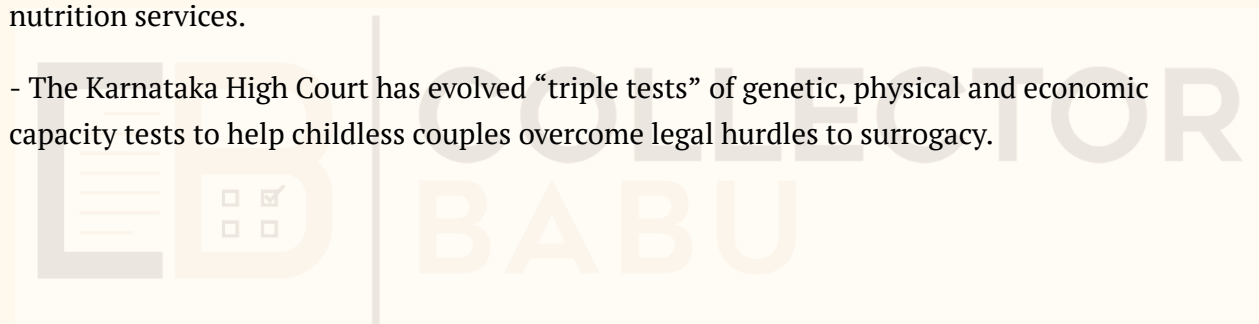 nutrition services.
- The Karnataka High Court has evolved “triple tests” of genetic, physical and economic
capacity tests to help childless couples overcome legal hurdles to surrogacy.
COLLECTOR
BABU